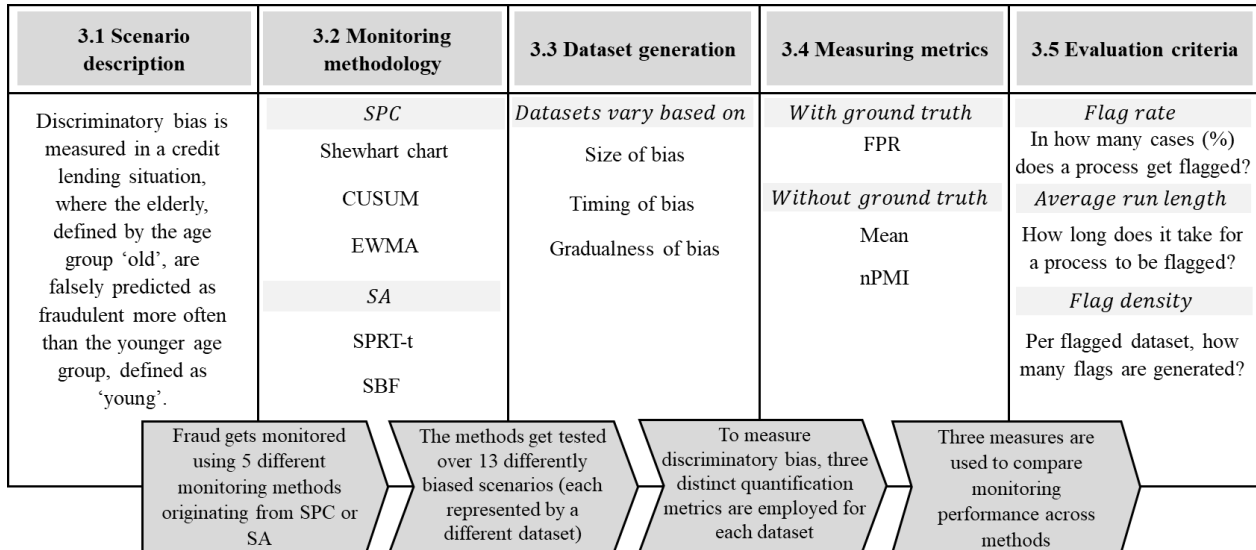 3.1 Scenario
description
3.2 Monitoring
methodology
3.3 Dataset generation
3.4 Measuring metrics
3.5 Evaluation criteria
Discriminatory bias is
measured in a credit
lending situation,
where the elderly,
defined by the age
group ‘old’, are
falsely predicted as
fraudulent more often
than the younger age
group, defined as
‘young’.
SPC
Shewhart chart
CUSUM
EWMA
SA
SPRT-t
SBF
Datasets vary based on
Size of bias
Timing of bias
Gradualness of bias
With ground truth
FPR
Without ground truth
Mean
nPMI
Flag rate
In how many cases (%)
does a process get flagged?
Average run length
How long does it take for
a process to be flagged?
Flag density
Per flagged dataset, how
many flags are generated?
Fraud gets monitored
using 5 different
monitoring methods
originating from SPC or
SA
The methods get tested
over 13 differently
biased scenarios (each
represented by a
different dataset)
To measure
discriminatory bias, three
distinct quantification
metrics are employed for
each dataset
Three measures are
used to compare
monitoring
performance across
methods